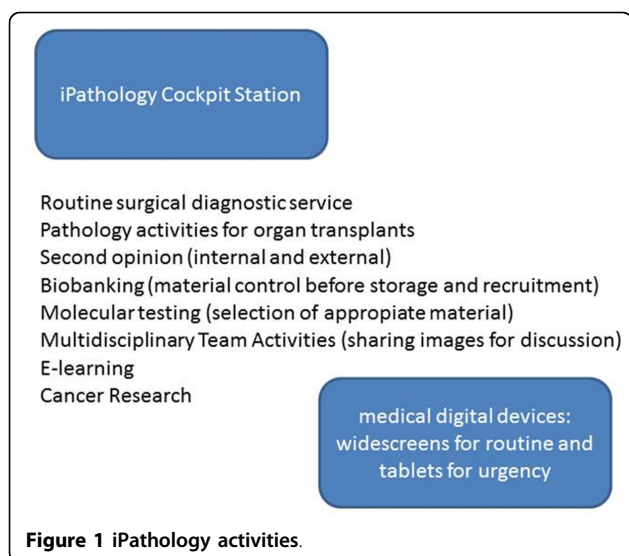 iPathology Cockpit Station
Routine surgical diagnostic service
Pathology activities for organ transplants
Second opinion (internal and external)
Biobanking (material control before storage and recruitment)
Molecular testing (selection of appropiate material)
Multidisciplinary Team Activities (sharing images for discussion)
E-learning
Cancer Research
medical digital devices:
widescreens for routine and
tablets for urgency
Figure 1 iPathology activities.